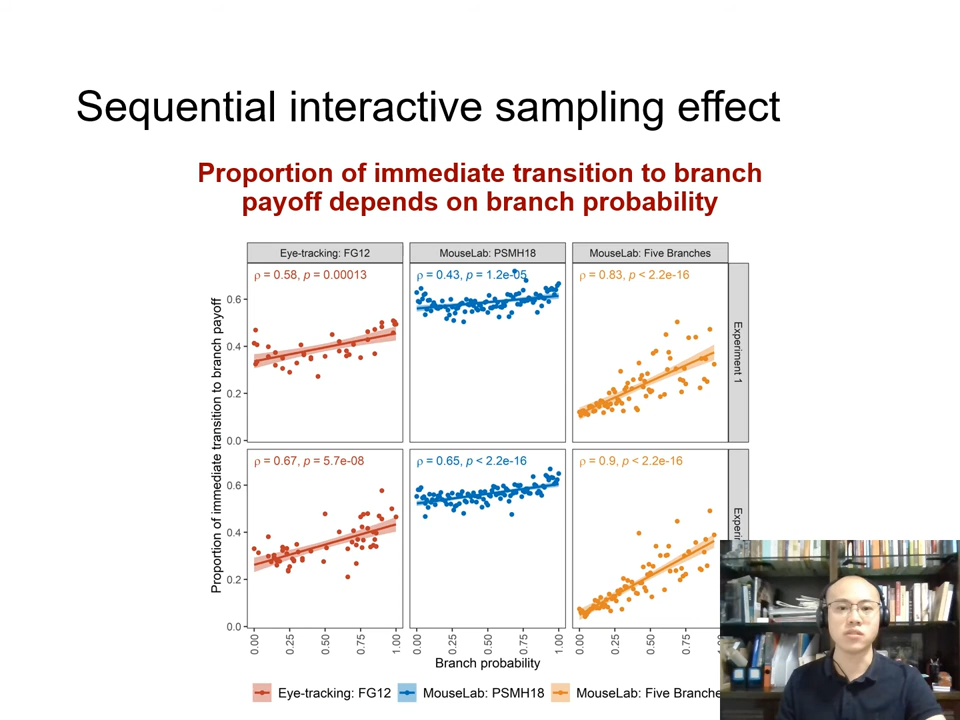 Sequential interactive sampling effect
Proportion of immediate transition to branch
payoff depends on branch probability
Eye-tracking: FG12
MouseLab: PSMH18
MouseLab: Five Branches
ρ = 0.58, p = 0.00013
ρ = 0.43, p = 1.2e-05
ρ = 0.83, p < 2.2e-16
Experiment 1
0.6
0.4
0.2
0.0
Proportion of immediate transition to branch payoff
ρ = 0.67, p = 5.7e-08
ρ = 0.65, p < 2.2e-16
ρ = 0.9, p < 2.2e-16
Experi
0.6
0.4
0.2
0.0
0.00 0.25 0.50 0.75 1.00 0.00 0.25 0.50 0.75 1.00 0.00 0.25 0.50 0.75
Branch probability
Eye-tracking: FG12 MouseLab: PSMH18 MouseLab: Five Branche